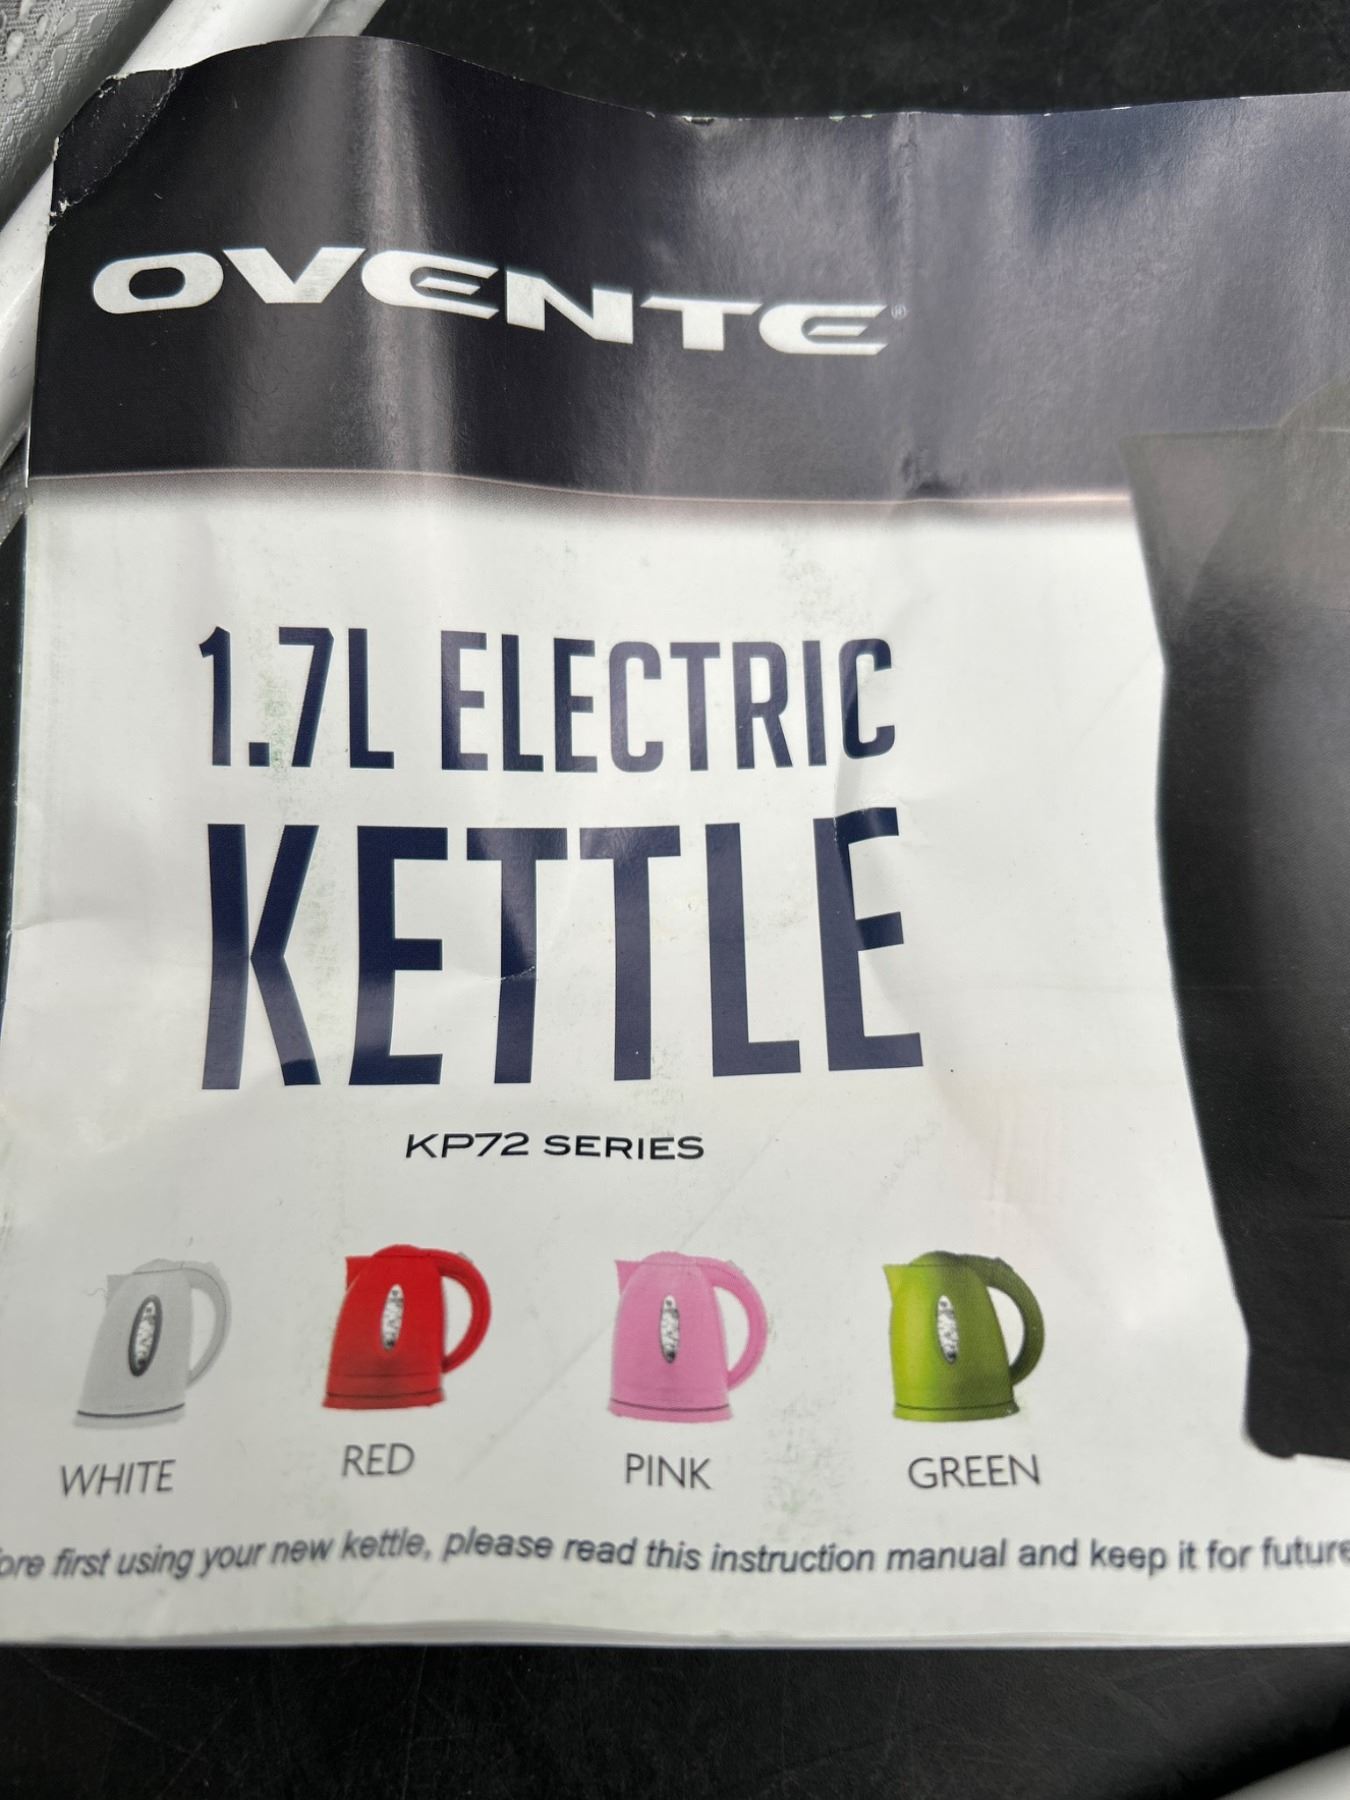 OVENTE®
1.7L ELECTRIC
KETTLE
KP72 SERIES
WHITE RED PINK GREEN
ore first using your new kettle, please read this instruction manual and keep it for future